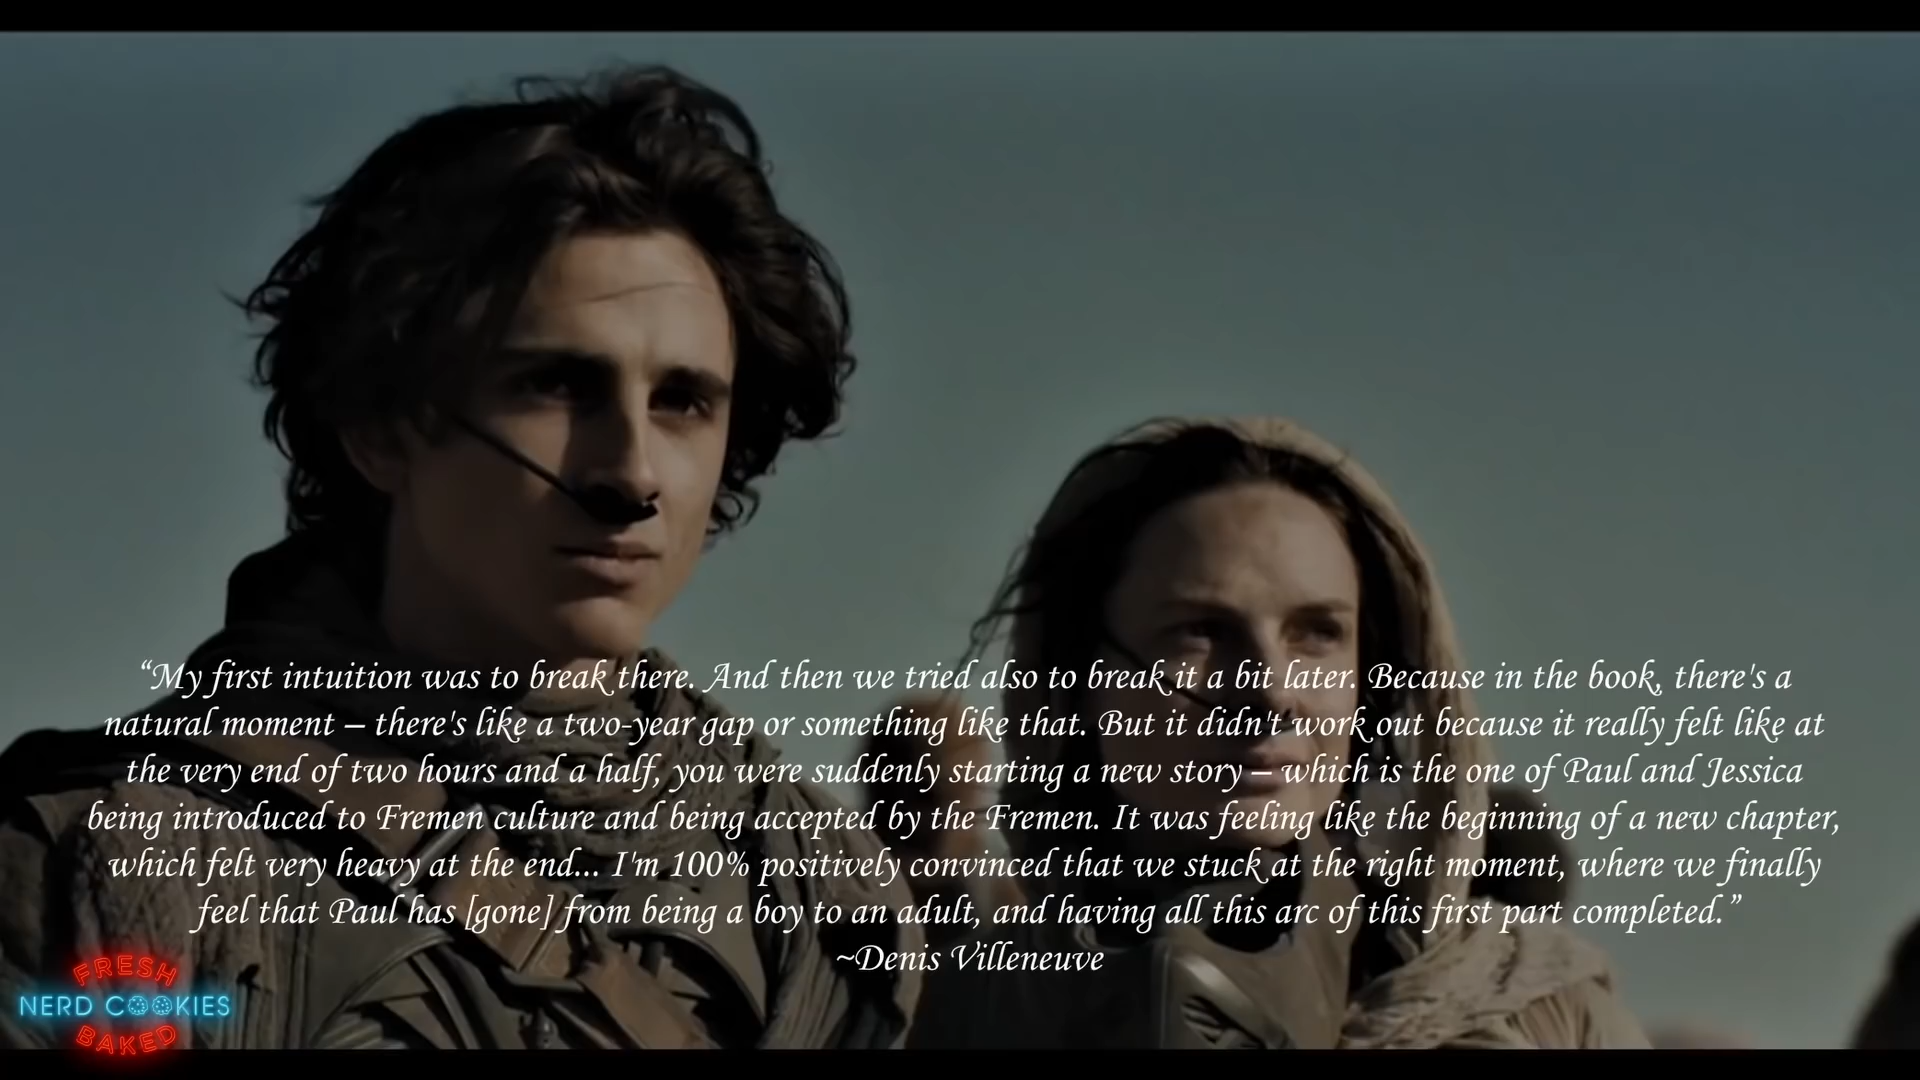 “My first intuition was to break there. And then we tried also to break it a bit later. Because in the book, there's a
natural moment – there's like a two-year gap or something like that. But it didn't work out because it really felt like at
the very end of two hours and a half, you were suddenly starting a new story – which is the one of Paul and Jessica
being introduced to Fremen culture and being accepted by the Fremen. It was feeling like the beginning of a new chapter,
which felt very heavy at the end... I'm 100% positively convinced that we stuck at the right moment, where we finally
feel that Paul has [gone] from being a boy to an adult, and having all this arc of this first part completed.”
~Denis Villeneuve
FRESH
NERD COOKIES
BAKED